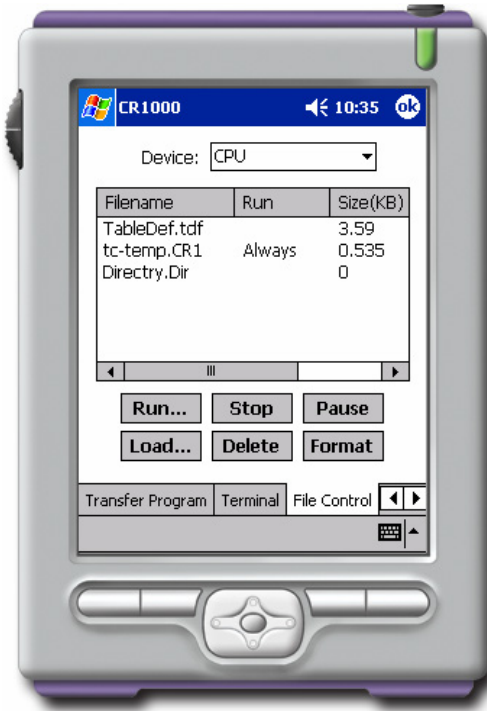 CR1000 10:35 ok
Device: CPU
Filename Run Size(KB)
TableDef.tdf 3.59
tc-temp.CR1 Always 0.535
Directry.Dir 0
Run... Stop Pause
Load... Delete Format
Transfer Program Terminal File Control